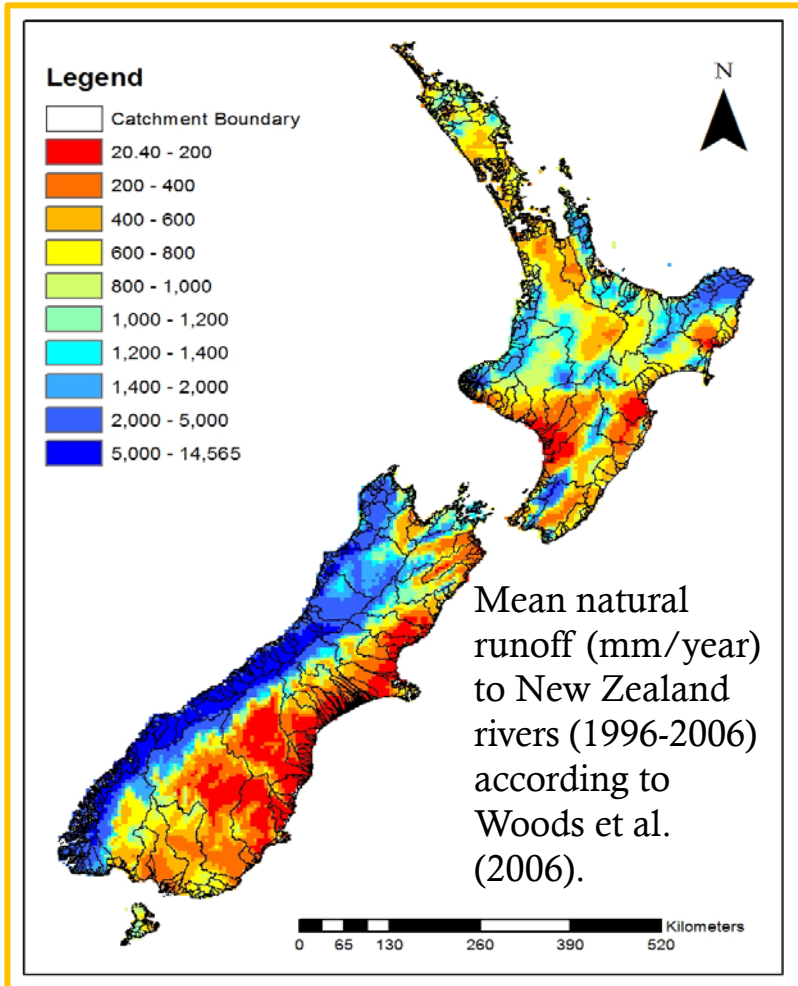 Legend
Catchment Boundary
20.40 - 200
200 - 400
400 - 600
600 - 800
800 - 1,000
1,000 - 1,200
1,200 - 1,400
1,400 - 2,000
2,000 - 5,000
5,000 - 14,565
N
Mean natural
runoff (mm/year)
to New Zealand
rivers (1996-2006)
according to
Woods et al.
(2006).
Kilometers
0 65 130 260 390 520